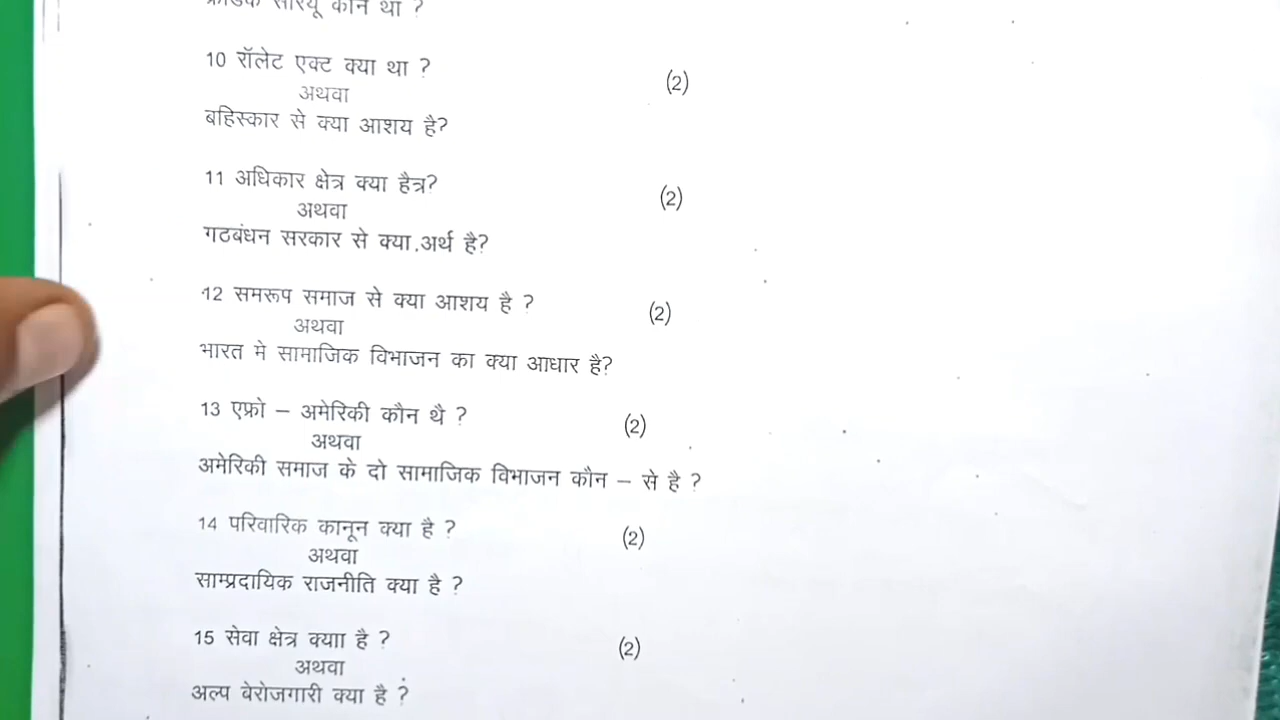 फ्रेडरिक सारियू कौन था ?
10 रॉलेट एक्ट क्या था ? (2)
अथवा
बहिस्कार से क्या आशय है?
11 अधिकार क्षेत्र क्या हैत्र? (2)
अथवा
गठबंधन सरकार से क्या.अर्थ है?
12 समरूप समाज से क्या आशय है ? (2)
अथवा
भारत मे सामाजिक विभाजन का क्या आधार है?
13 एफ्रो – अमेरिकी कौन थै ? (2)
अथवा
अमेरिकी समाज के दो सामाजिक विभाजन कौन – से है ?
14 परिवारिक कानून क्या है ? (2)
अथवा
साम्प्रदायिक राजनीति क्या है ?
15 सेवा क्षेत्र क्याा है ? (2)
अथवा
अल्प बेरोजगारी क्या है ?